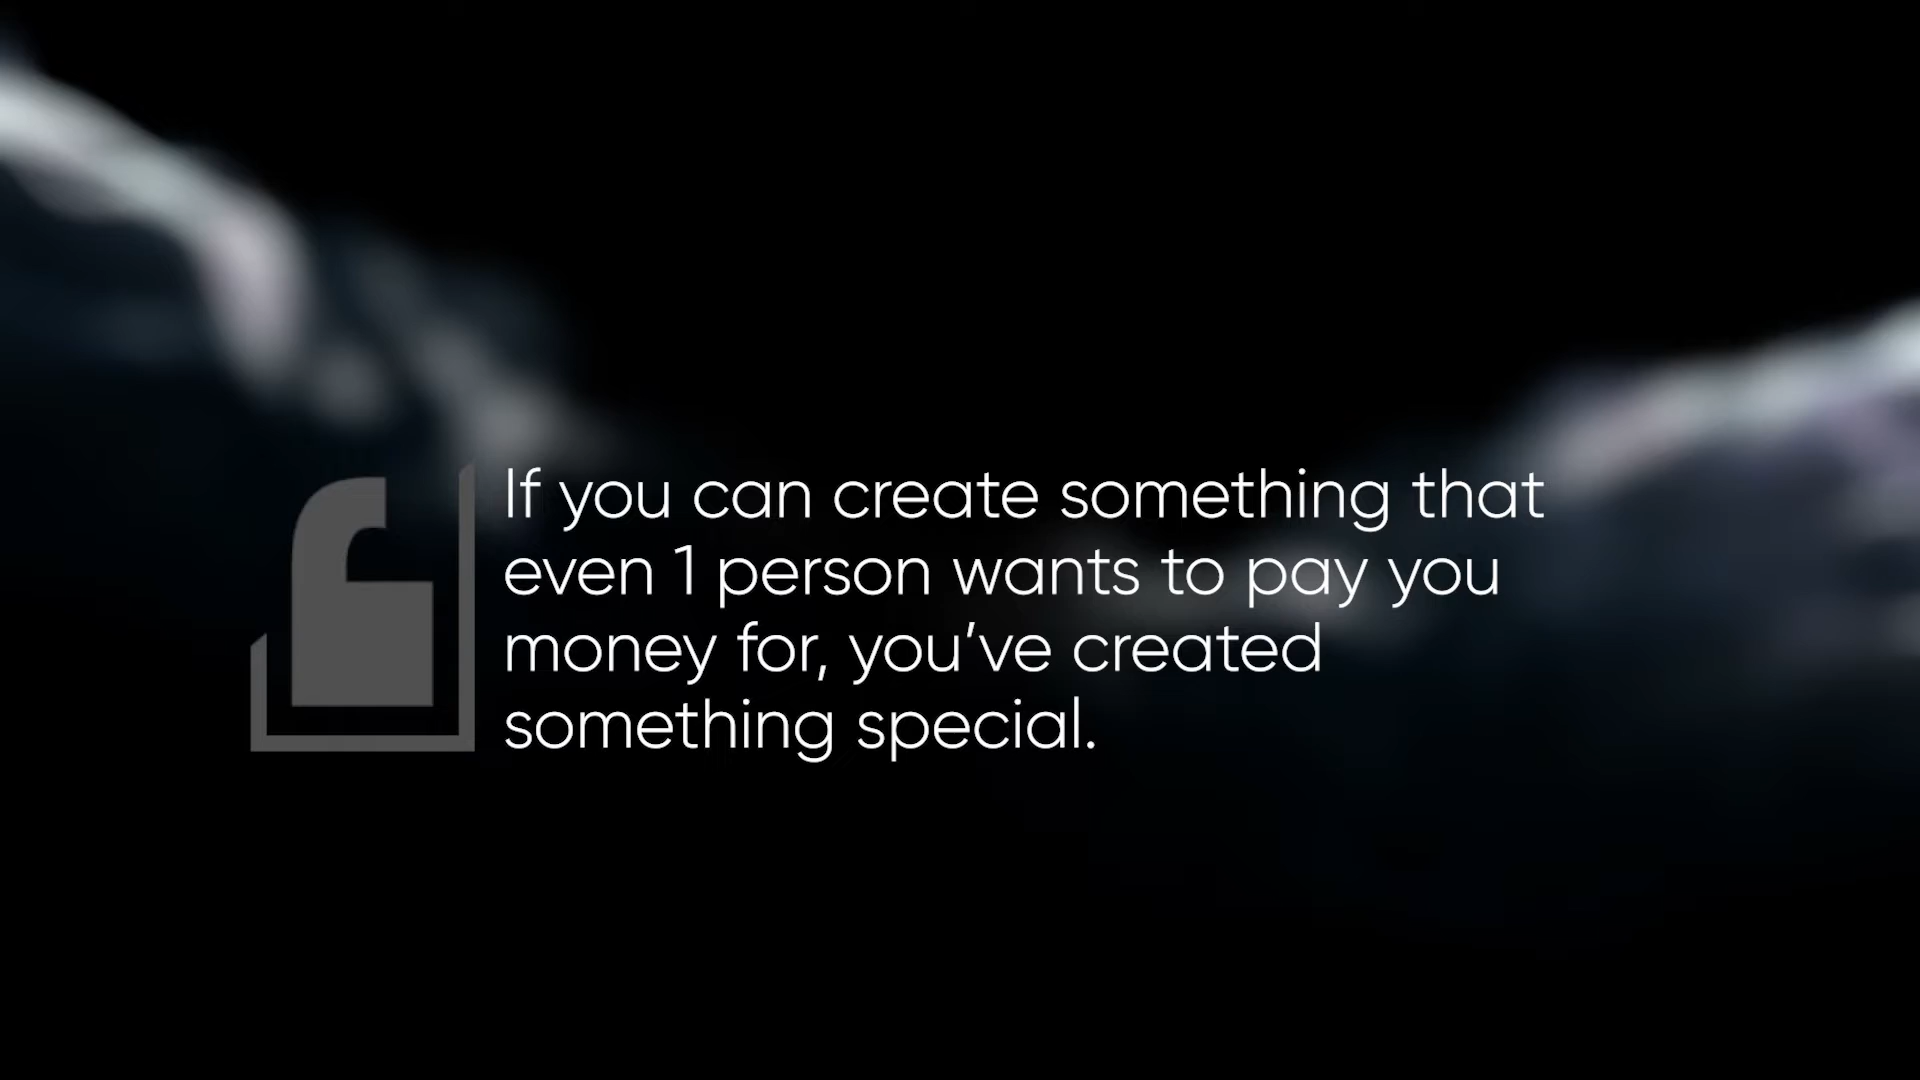 If you can create something that
even 1 person wants to pay you
money for, you’ve created
something special.